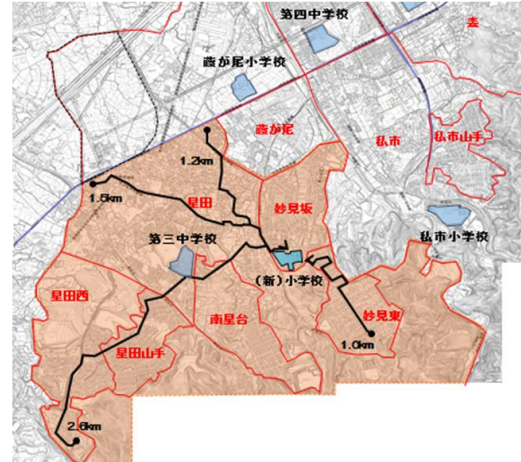 第四中学校
藤が尾小学校
藤が尾
私市
私市山手
1.2km
1.5km
星田
妙見坂
私市小学校
第三中学校
(新)小学校
星田西
南星台
妙見東
星田山手
1.0km
2.6km